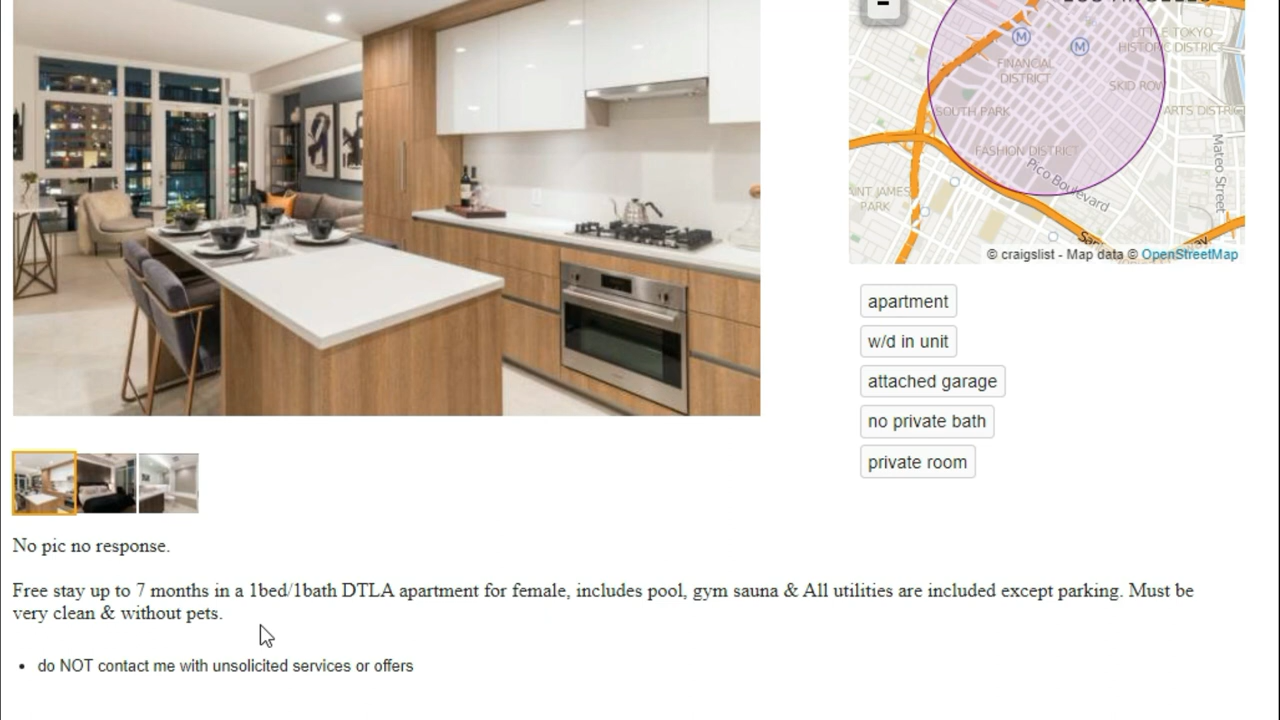 LITTLE TOKYO
HISTORIC DISTRICT
M
M
FINANCIAL
DISTRICT
SKID ROW
SOUTH PARK
ARTS DISTRIC
FASHION DISTRICT
Pico Boulevard
Mateo Street
AINT JAMES
PARK
© craigslist - Map data © OpenStreetMap
apartment
w/d in unit
attached garage
no private bath
private room
No pic no response.
Free stay up to 7 months in a 1bed/1bath DTLA apartment for female, includes pool, gym sauna & All utilities are included except parking. Must be
very clean & without pets.
• do NOT contact me with unsolicited services or offers